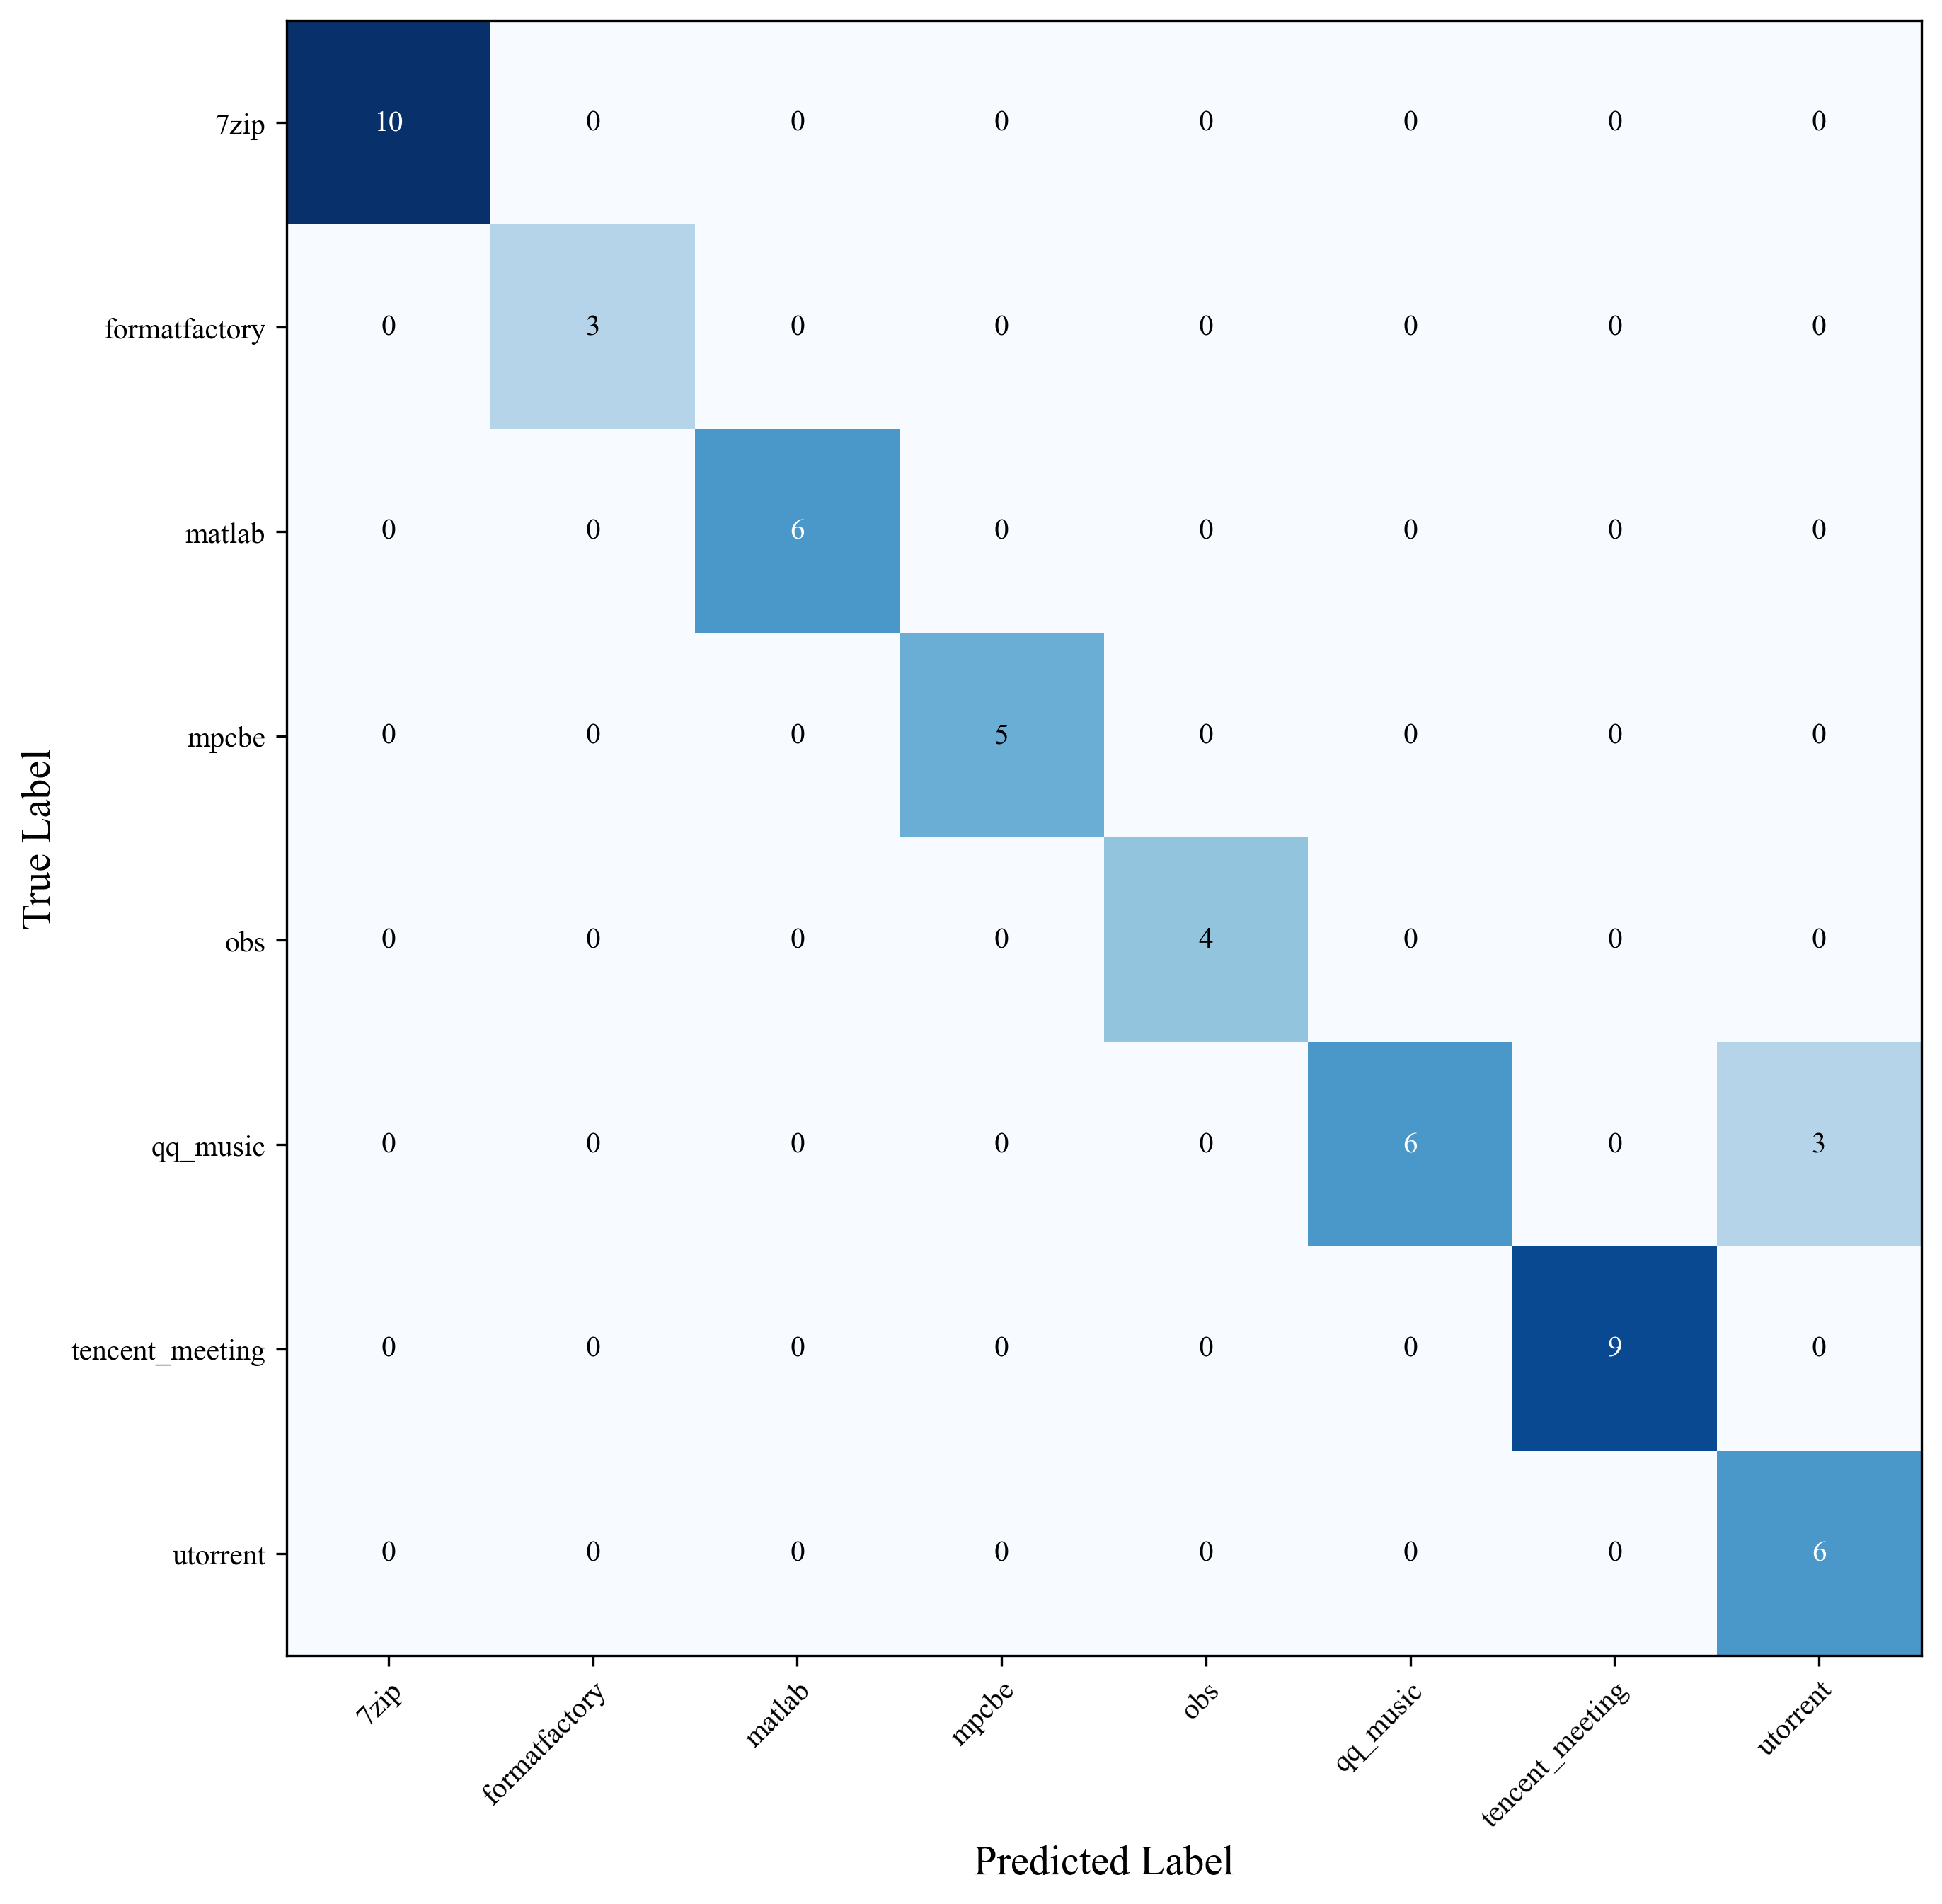 True Label
7zip 10 0 0 0 0 0 0 0
formatfactory 0 3 0 0 0 0 0 0
matlab 0 0 6 0 0 0 0 0
mpcbe 0 0 0 5 0 0 0 0
obs 0 0 0 0 4 0 0 0
qq_music 0 0 0 0 0 6 0 3
tencent_meeting 0 0 0 0 0 0 9 0
utorrent 0 0 0 0 0 0 0 6
7zip formatfactory matlab mpcbe obs qq_music tencent_meeting utorrent
Predicted Label